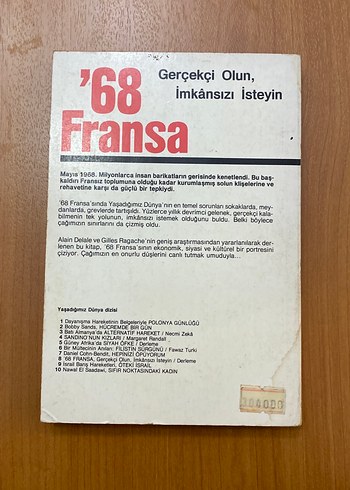 '68
Fransa
Gerçekçi Olun,
İmkânsızı İsteyin
Mayıs 1968. Milyonlarca insan barikatların gerisinde kenetlendi. Bu baş-
kaldırı Fransız toplumuna olduğu kadar kurumlaşmış solun klişelerine ve
rehavetine karşı da güçlü bir tepkiydi.
'68 Fransa'sında Yaşadığımız Dünya'nın en temel sorunları sokaklarda, mey-
danlarda, grevlerde tartışıldı. Yüzlerce yıllık devrimci gelenek, gerçekçi kala-
bilmenin tek yolunun, imkânsızı istemek olduğunu buldu. Belki böylece
çağımızın sınırlarını da çizmiş oldu.
Alain Delale ve Gilles Ragache'nin geniş araştırmasından yararlanılarak der-
lenen bu kitap, '68 Fransa'sının ekonomik, siyasi ve kültürel bir portresini
çiziyor. Çağımızın en onurlu düşlerini canlı tutmak umuduyla...
Yaşadığımız Dünya dizisi
1 Dayanışma Hareketinin Belgeleriyle POLONYA GÜNLÜĞÜ
2 Bobby Sands, HÜCREMDE BİR GÜN
3 Batı Almanya'da ALTERNATİF HAREKET / Necmi Zekâ
4 SANDINO'NUN KIZLARI / Margaret Randall
5 Güney Afrika'da SİYAH ÖFKE / Derleme
6 Bir Mültecinin Anıları: FİLİSTİN SÜRGÜNÜ / Fawaz Turki
7 Daniel Cohn-Bendit, HEPİNİZİ ÖPÜYORUM
8 '68 FRANSA, Gerçekçi Olun, İmkânsızı İsteyin / Derleme
9 İsrail Barış Hareketleri, ÖTEKİ İSRAİL
10 Nawal El Saadawi, SIFIR NOKTASINDAKİ KADIN